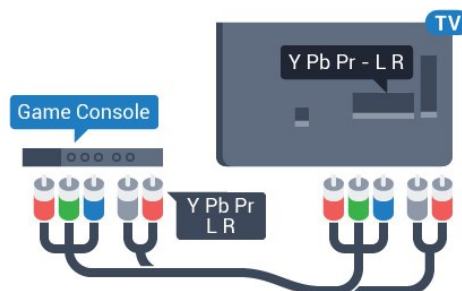 TV
Y Pb Pr - L R
Game Console
Y Pb Pr
L R